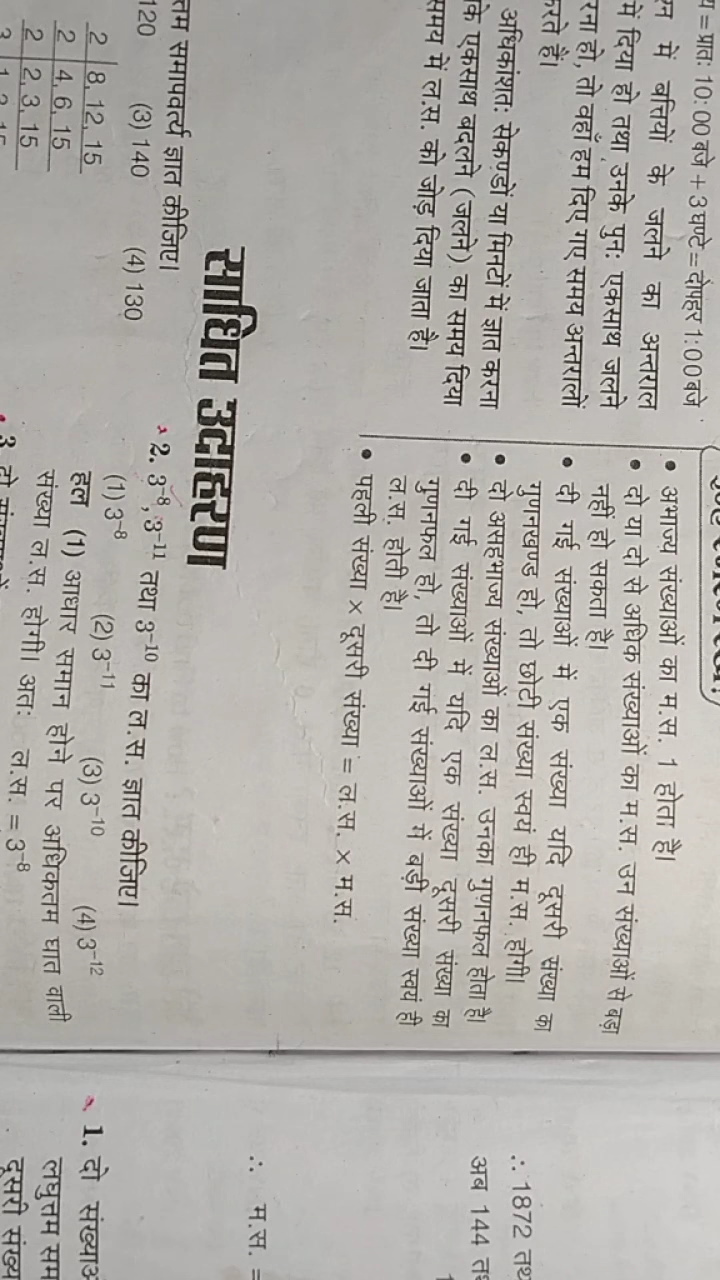 = प्रातः 10:00 बजे + 3 घण्टे = दोपहर 1:00 बजे
में बत्तियों के जलने का अन्तराल
में दिया हो तथा उनके पुनः एकसाथ जलने
हो, तो वहाँ हम दिए गए समय अन्तरालों
करते हैं।
अधिकांशतः सेकण्डों या मिनटों में ज्ञात करना
के एकसाथ बदलने (जलने) का समय दिया
समय में ल.स. को जोड़ दिया जाता है।
• अभाज्य संख्याओं का म.स. 1 होता है।
• दो या दो से अधिक संख्याओं का म.स. उन संख्याओं से बड़ा
नहीं हो सकता है।
• दी गई संख्याओं में एक संख्या यदि दूसरी संख्या का
गुणनखण्ड हो, तो छोटी संख्या स्वयं ही म.स. होगी।
• दो असहभाज्य संख्याओं का ल.स. उनका गुणनफल होता है।
• दी गई संख्याओं में यदि एक संख्या दूसरी संख्या का
गुणनफल हो, तो दी गई संख्याओं में बड़ी संख्या स्वयं ही
ल.स. होती है।
• पहली संख्या × दूसरी संख्या = ल.स. × म.स.
साधित उदाहरण
समापवर्त्य ज्ञात कीजिए।
120 (3) 140 (4) 130
2 | 8, 12, 15
2 | 4, 6, 15
2 | 2, 3, 15
2. 3⁻⁸, 3⁻¹¹ तथा 3⁻¹⁰ का ल.स. ज्ञात कीजिए।
(1) 3⁻⁸ (2) 3⁻¹¹ (3) 3⁻¹⁰ (4) 3⁻¹²
हल (1) आधार समान होने पर अधिकतम घात वाली
संख्या ल.स. होगी। अतः ल.स. = 3⁻⁸
3. दो
∴ 1872
अब 144
∴ म.स. =
1. दो
लघुत्तम
दूसरी